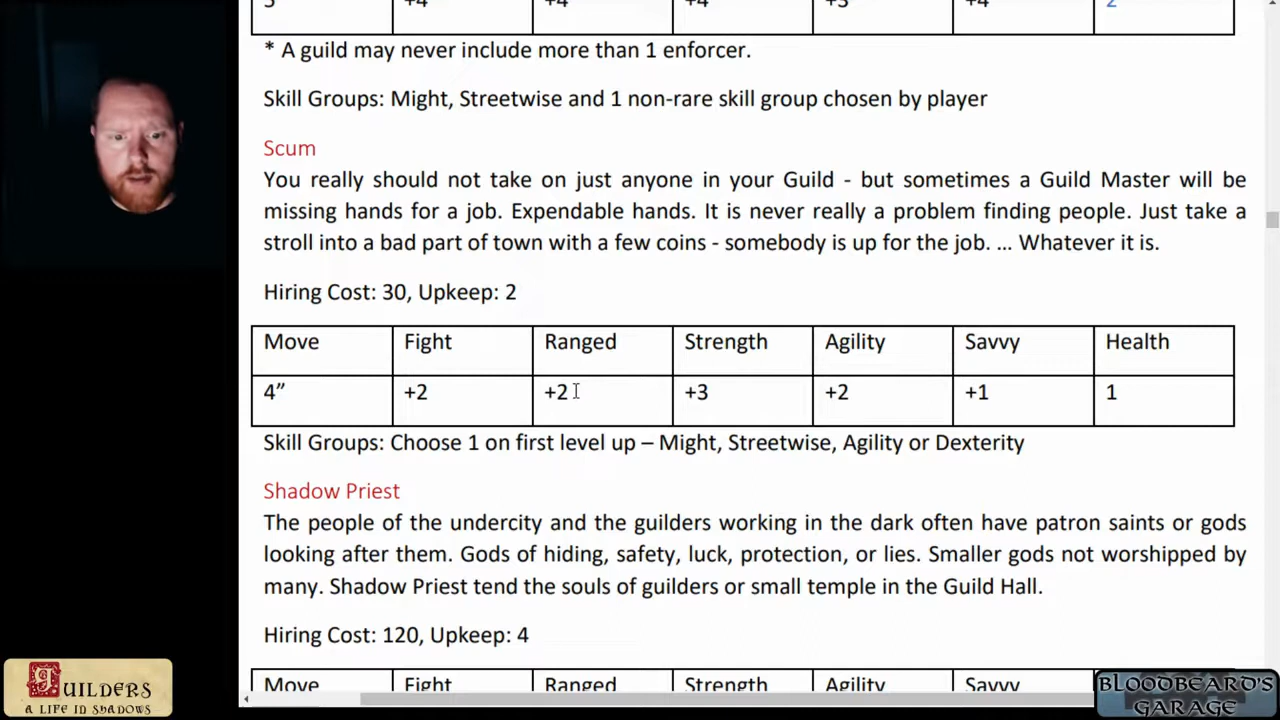 5 +4 +4 +4 +3 +4 2
* A guild may never include more than 1 enforcer.
Skill Groups: Might, Streetwise and 1 non-rare skill group chosen by player
Scum
You really should not take on just anyone in your Guild - but sometimes a Guild Master will be
missing hands for a job. Expendable hands. It is never really a problem finding people. Just take a
stroll into a bad part of town with a few coins - somebody is up for the job. ... Whatever it is.
Hiring Cost: 30, Upkeep: 2
Move Fight Ranged Strength Agility Savvy Health
4” +2 +2 +3 +2 +1 1
Skill Groups: Choose 1 on first level up – Might, Streetwise, Agility or Dexterity
Shadow Priest
The people of the undercity and the guilders working in the dark often have patron saints or gods
looking after them. Gods of hiding, safety, luck, protection, or lies. Smaller gods not worshipped by
many. Shadow Priest tend the souls of guilders or small temple in the Guild Hall.
Hiring Cost: 120, Upkeep: 4
Move Fight Ranged Strength Agility Savvy
GUILDERS
A LIFE IN SHADOWS
BLOODBEARD'S
GARAGE